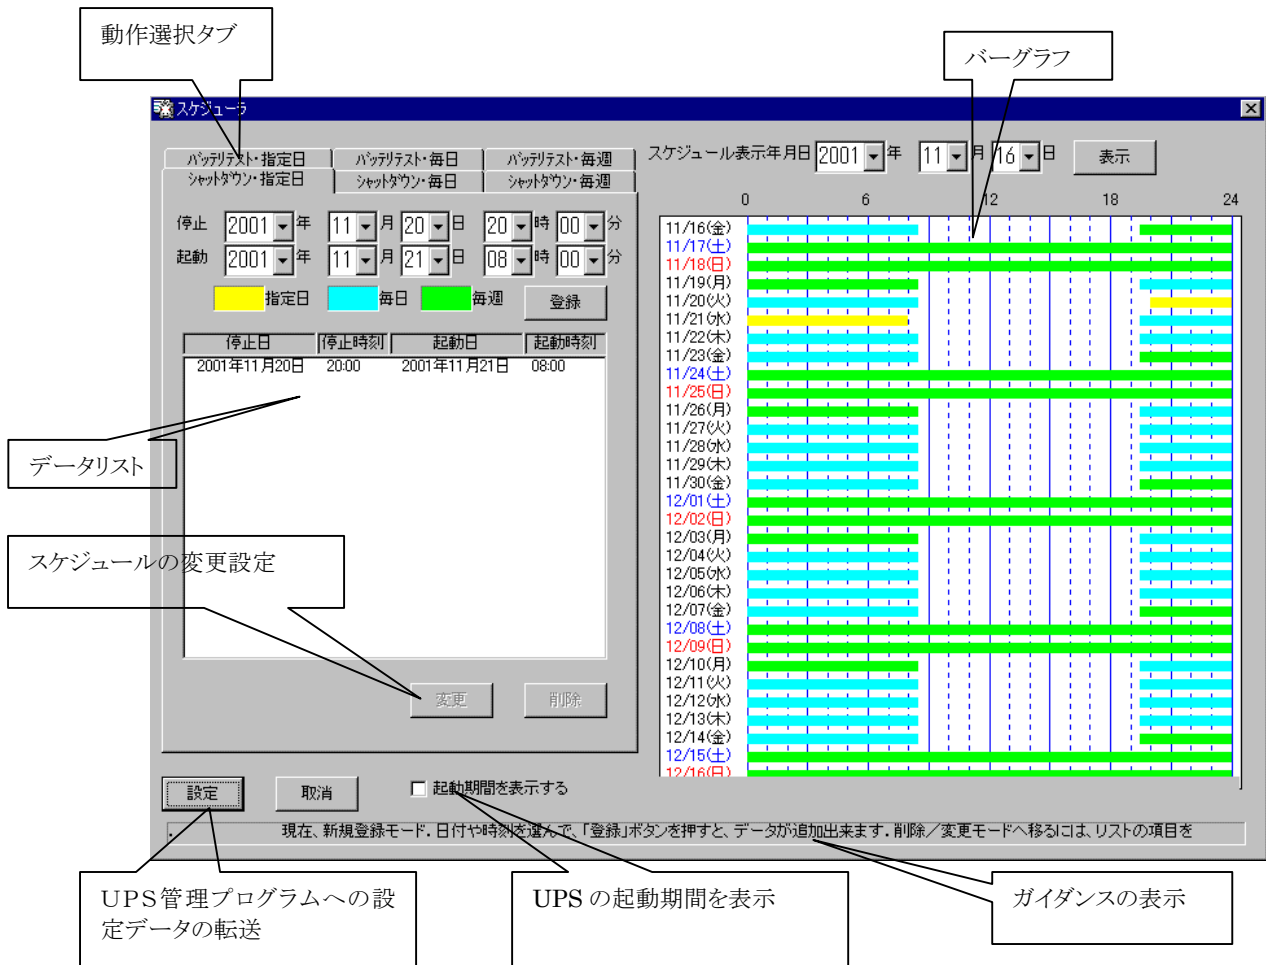 動作選択タブ
バーグラフ
スケジューラ
バッテリテスト・指定日
バッテリテスト・毎日
バッテリテスト・毎週
シャットダウン・指定日
シャットダウン・毎日
シャットダウン・毎週
停止 2001 年 11 月 20 日 20 時 00 分
起動 2001 年 11 月 21 日 08 時 00 分
指定日 毎日 毎週 登録
停止日 停止時刻 起動日 起動時刻
2001年11月20日 20:00 2001年11月21日 08:00
データリスト
スケジュールの変更設定
変更 削除
スケジュール表示年月日 2001 年 11 月 16 日 表示
0 6 12 18 24
11/16(金)
11/17(土)
11/18(日)
11/19(月)
11/20(火)
11/21(水)
11/22(木)
11/23(金)
11/24(土)
11/25(日)
11/26(月)
11/27(火)
11/28(水)
11/29(木)
11/30(金)
12/01(土)
12/02(日)
12/03(月)
12/04(火)
12/05(水)
12/06(木)
12/07(金)
12/08(土)
12/09(日)
12/10(月)
12/11(火)
12/12(水)
12/13(木)
12/14(金)
12/15(土)
12/16(日)
設定 取消 起動期間を表示する
現在、新規登録モード．日付や時刻を選んで、「登録」ボタンを押すと、データが追加出来ます．削除／変更モードへ移るには、リストの項目を
UPS管理プログラムへの設
定データの転送
UPS の起動期間を表示
ガイダンスの表示